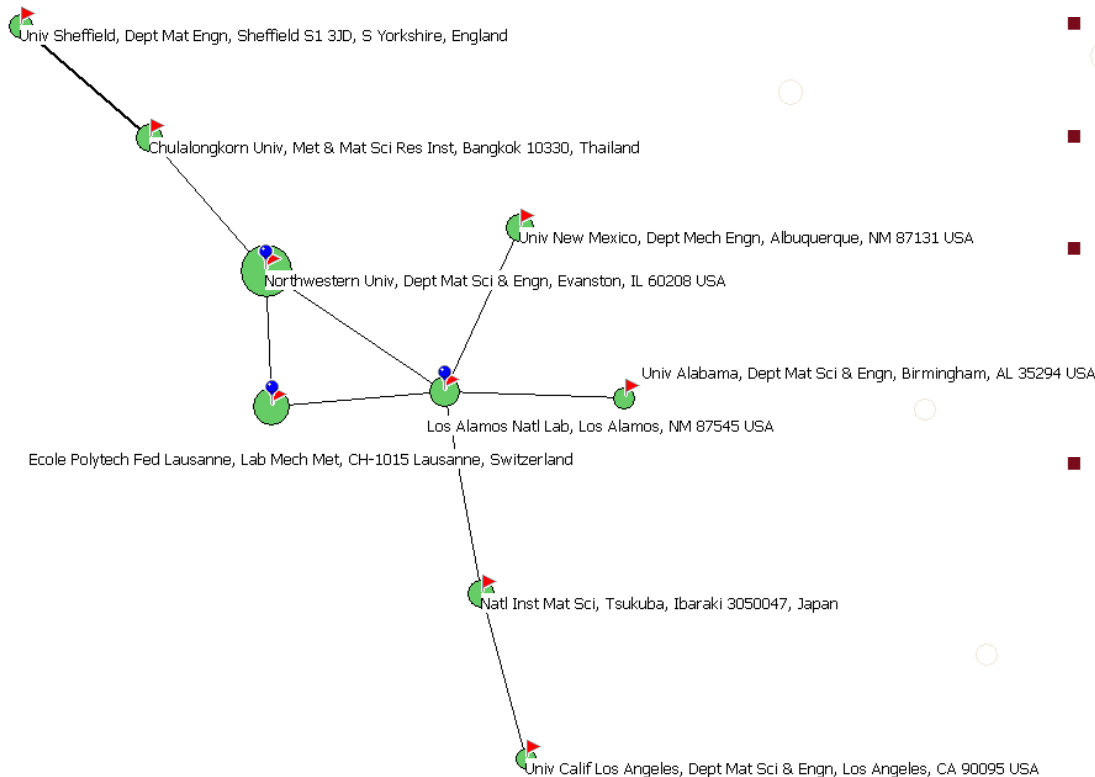 Univ Sheffield, Dept Mat Engn, Sheffield S1 3JD, S Yorkshire, England
Chulalongkorn Univ, Met & Mat Sci Res Inst, Bangkok 10330, Thailand
Univ New Mexico, Dept Mech Engn, Albuquerque, NM 87131 USA
Northwestern Univ, Dept Mat Sci & Engn, Evanston, IL 60208 USA
Univ Alabama, Dept Mat Sci & Engn, Birmingham, AL 35294 USA
Los Alamos Natl Lab, Los Alamos, NM 87545 USA
Ecole Polytech Fed Lausanne, Lab Mech Met, CH-1015 Lausanne, Switzerland
Natl Inst Mat Sci, Tsukuba, Ibaraki 3050047, Japan
Univ Calif Los Angeles, Dept Mat Sci & Engn, Los Angeles, CA 90095 USA